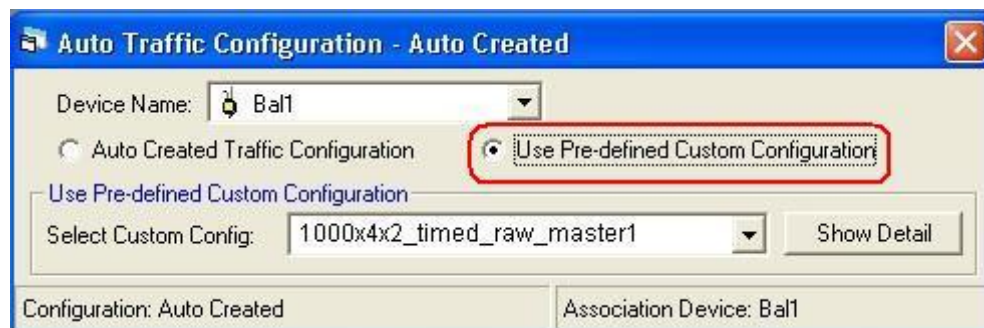 Auto Traffic Configuration - Auto Created
Device Name: Bal1
Auto Created Traffic Configuration Use Pre-defined Custom Configuration
Use Pre-defined Custom Configuration
Select Custom Config: 1000x4x2_timed_raw_master1 Show Detail
Configuration: Auto Created Association Device: Bal1